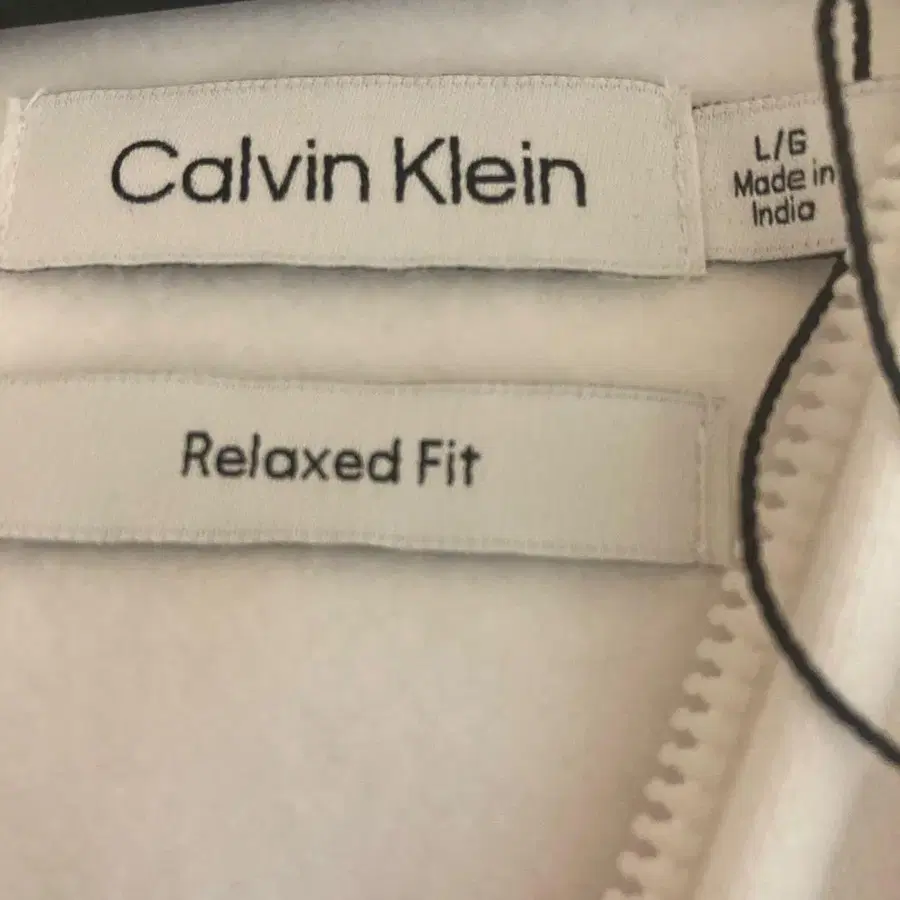 Calvin Klein
L/G
Made in
India
Relaxed Fit